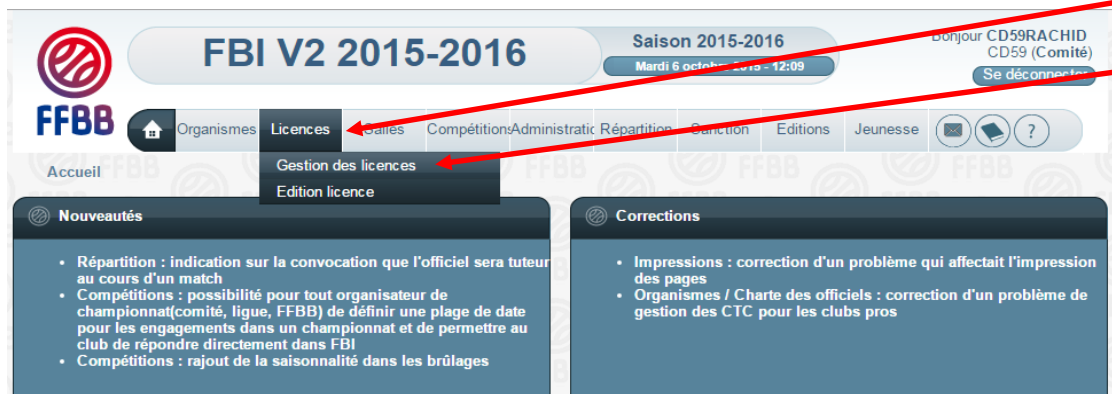 FBI V2 2015-2016
Saison 2015-2016
Mardi 6 octobre 2015 - 12:09
Bonjour CD59RACHID
CD59 (Comité)
Se déconnecter
FFBB
Organismes Licences Salles Compétitions Administratic Répartition Sanction Editions Jeunesse ?
Gestion des licences
Edition licence
Accueil
Nouveautés
• Répartition : indication sur la convocation que l'officiel sera tuteur
au cours d'un match
• Compétitions : possibilité pour tout organisateur de
championnat(comité, ligue, FFBB) de définir une plage de date
pour les engagements dans un championnat et de permettre au
club de répondre directement dans FBI
• Compétitions : rajout de la saisonnalité dans les brûlages
Corrections
• Impressions : correction d'un problème qui affectait l'impression
des pages
• Organismes / Charte des officiels : correction d'un problème de
gestion des CTC pour les clubs pros